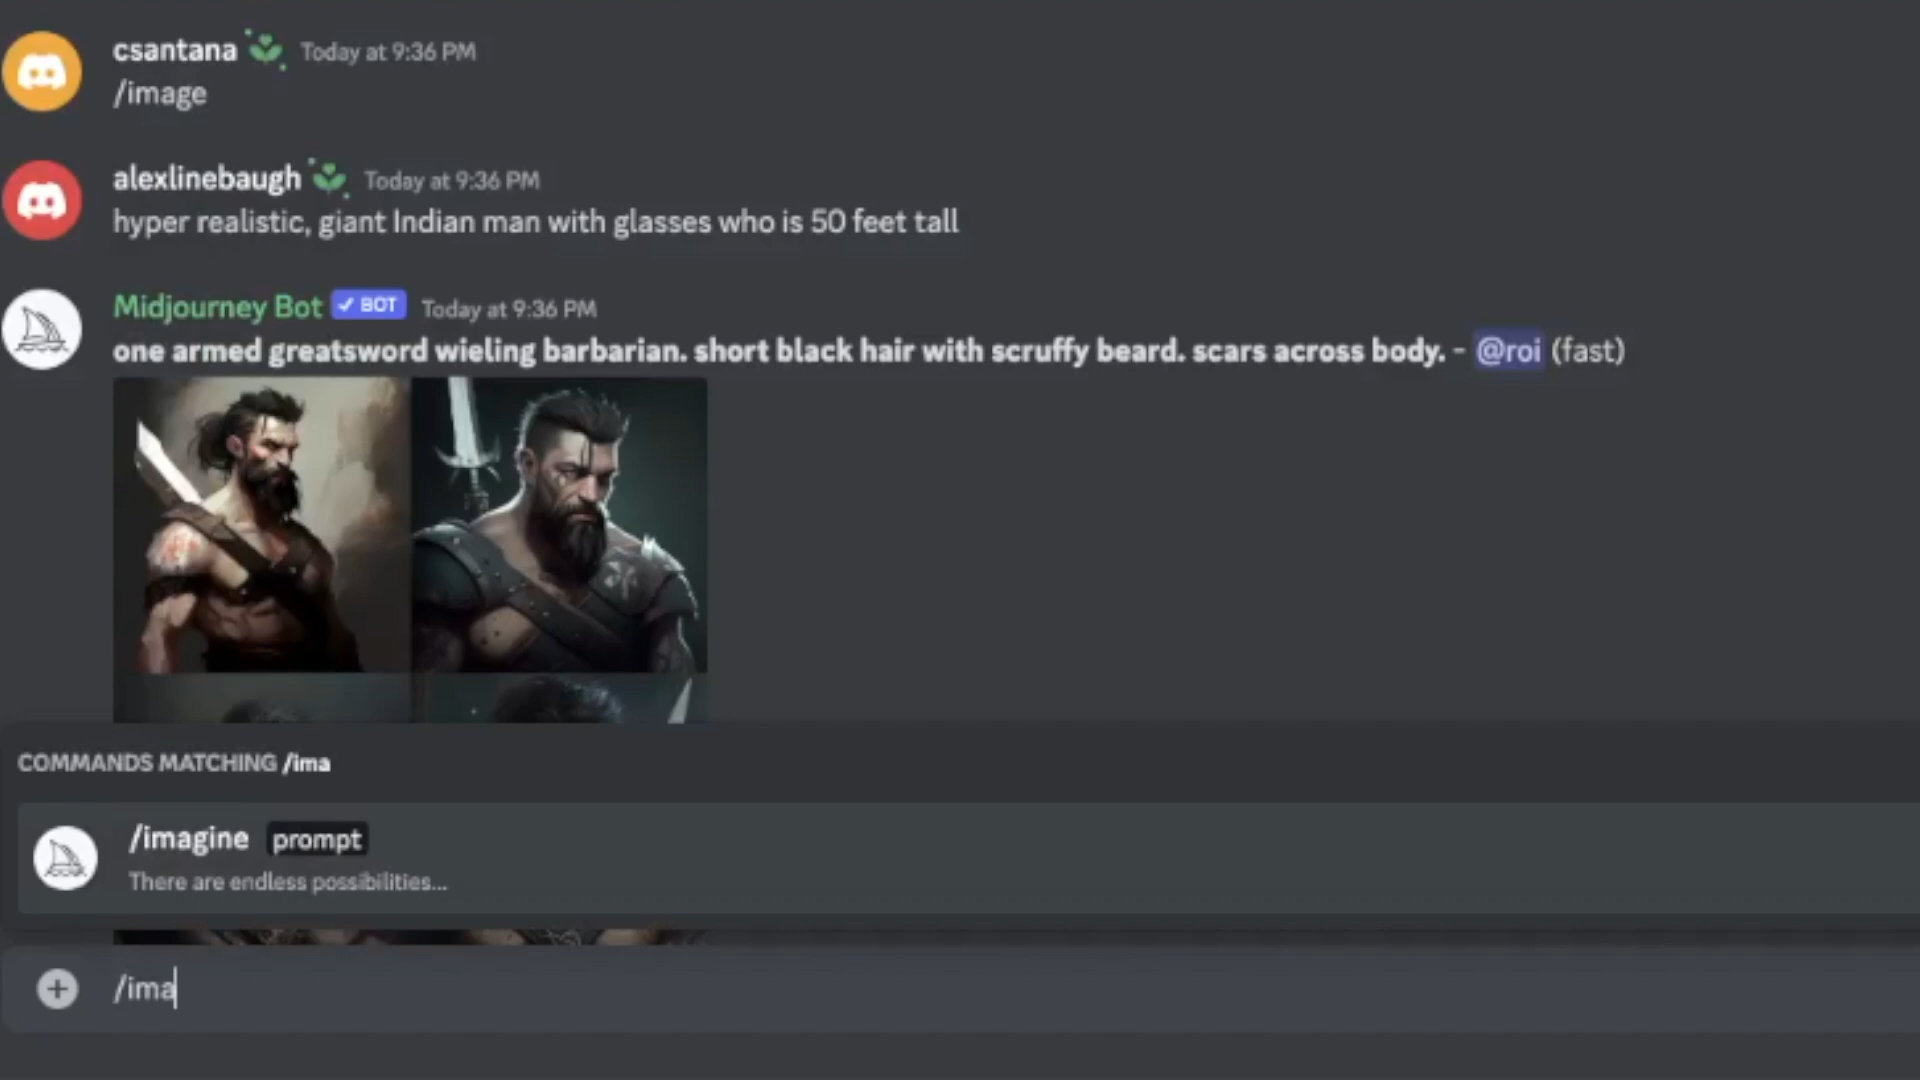 csantana Today at 9:36 PM
/image
alexlinebaugh Today at 9:36 PM
hyper realistic, giant Indian man with glasses who is 50 feet tall
Midjourney Bot ✓ BOT Today at 9:36 PM
one armed greatsword wieling barbarian. short black hair with scruffy beard. scars across body. - @roi (fast)
COMMANDS MATCHING /ima
/imagine prompt
There are endless possibilities...
/ima